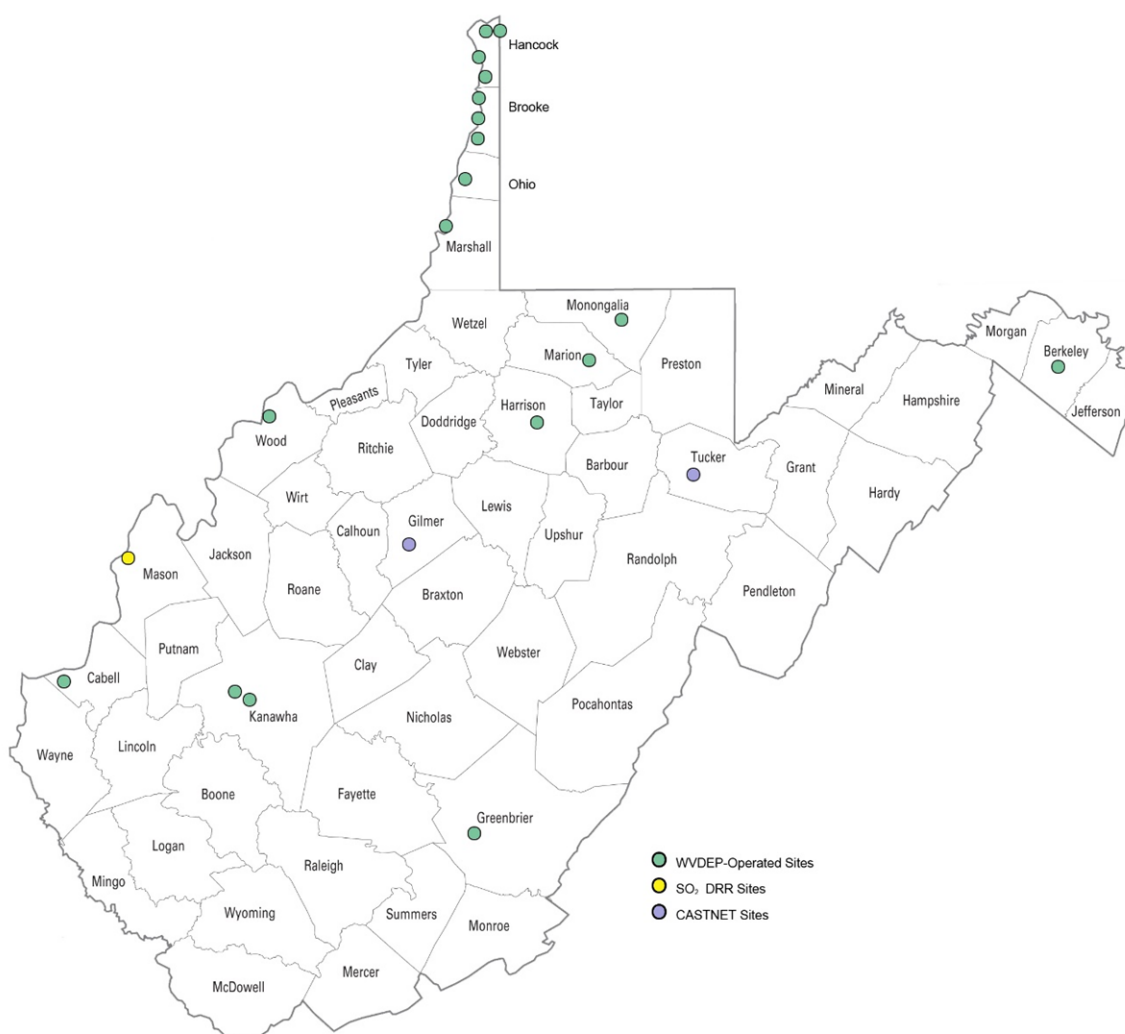 Hancock
Brooke
Ohio
Marshall
Monongalia
Wetzel
Morgan
Marion
Berkeley
Tyler
Preston
Mineral
Pleasants
Hampshire
Harrison
Taylor
Jefferson
Doddridge
Wood
Ritchie
Tucker
Barbour
Grant
Hardy
Wirt
Lewis
Gilmer
Calhoun
Upshur
Jackson
Randolph
Mason
Roane
Braxton
Pendleton
Putnam
Webster
Clay
Cabell
Pocahontas
Kanawha
Nicholas
Lincoln
Wayne
Boone
Fayette
Greenbrier
Logan
WVDEP-Operated Sites
Raleigh
Mingo
SO₂ DRR Sites
Wyoming
Summers
CASTNET Sites
Monroe
Mercer
McDowell